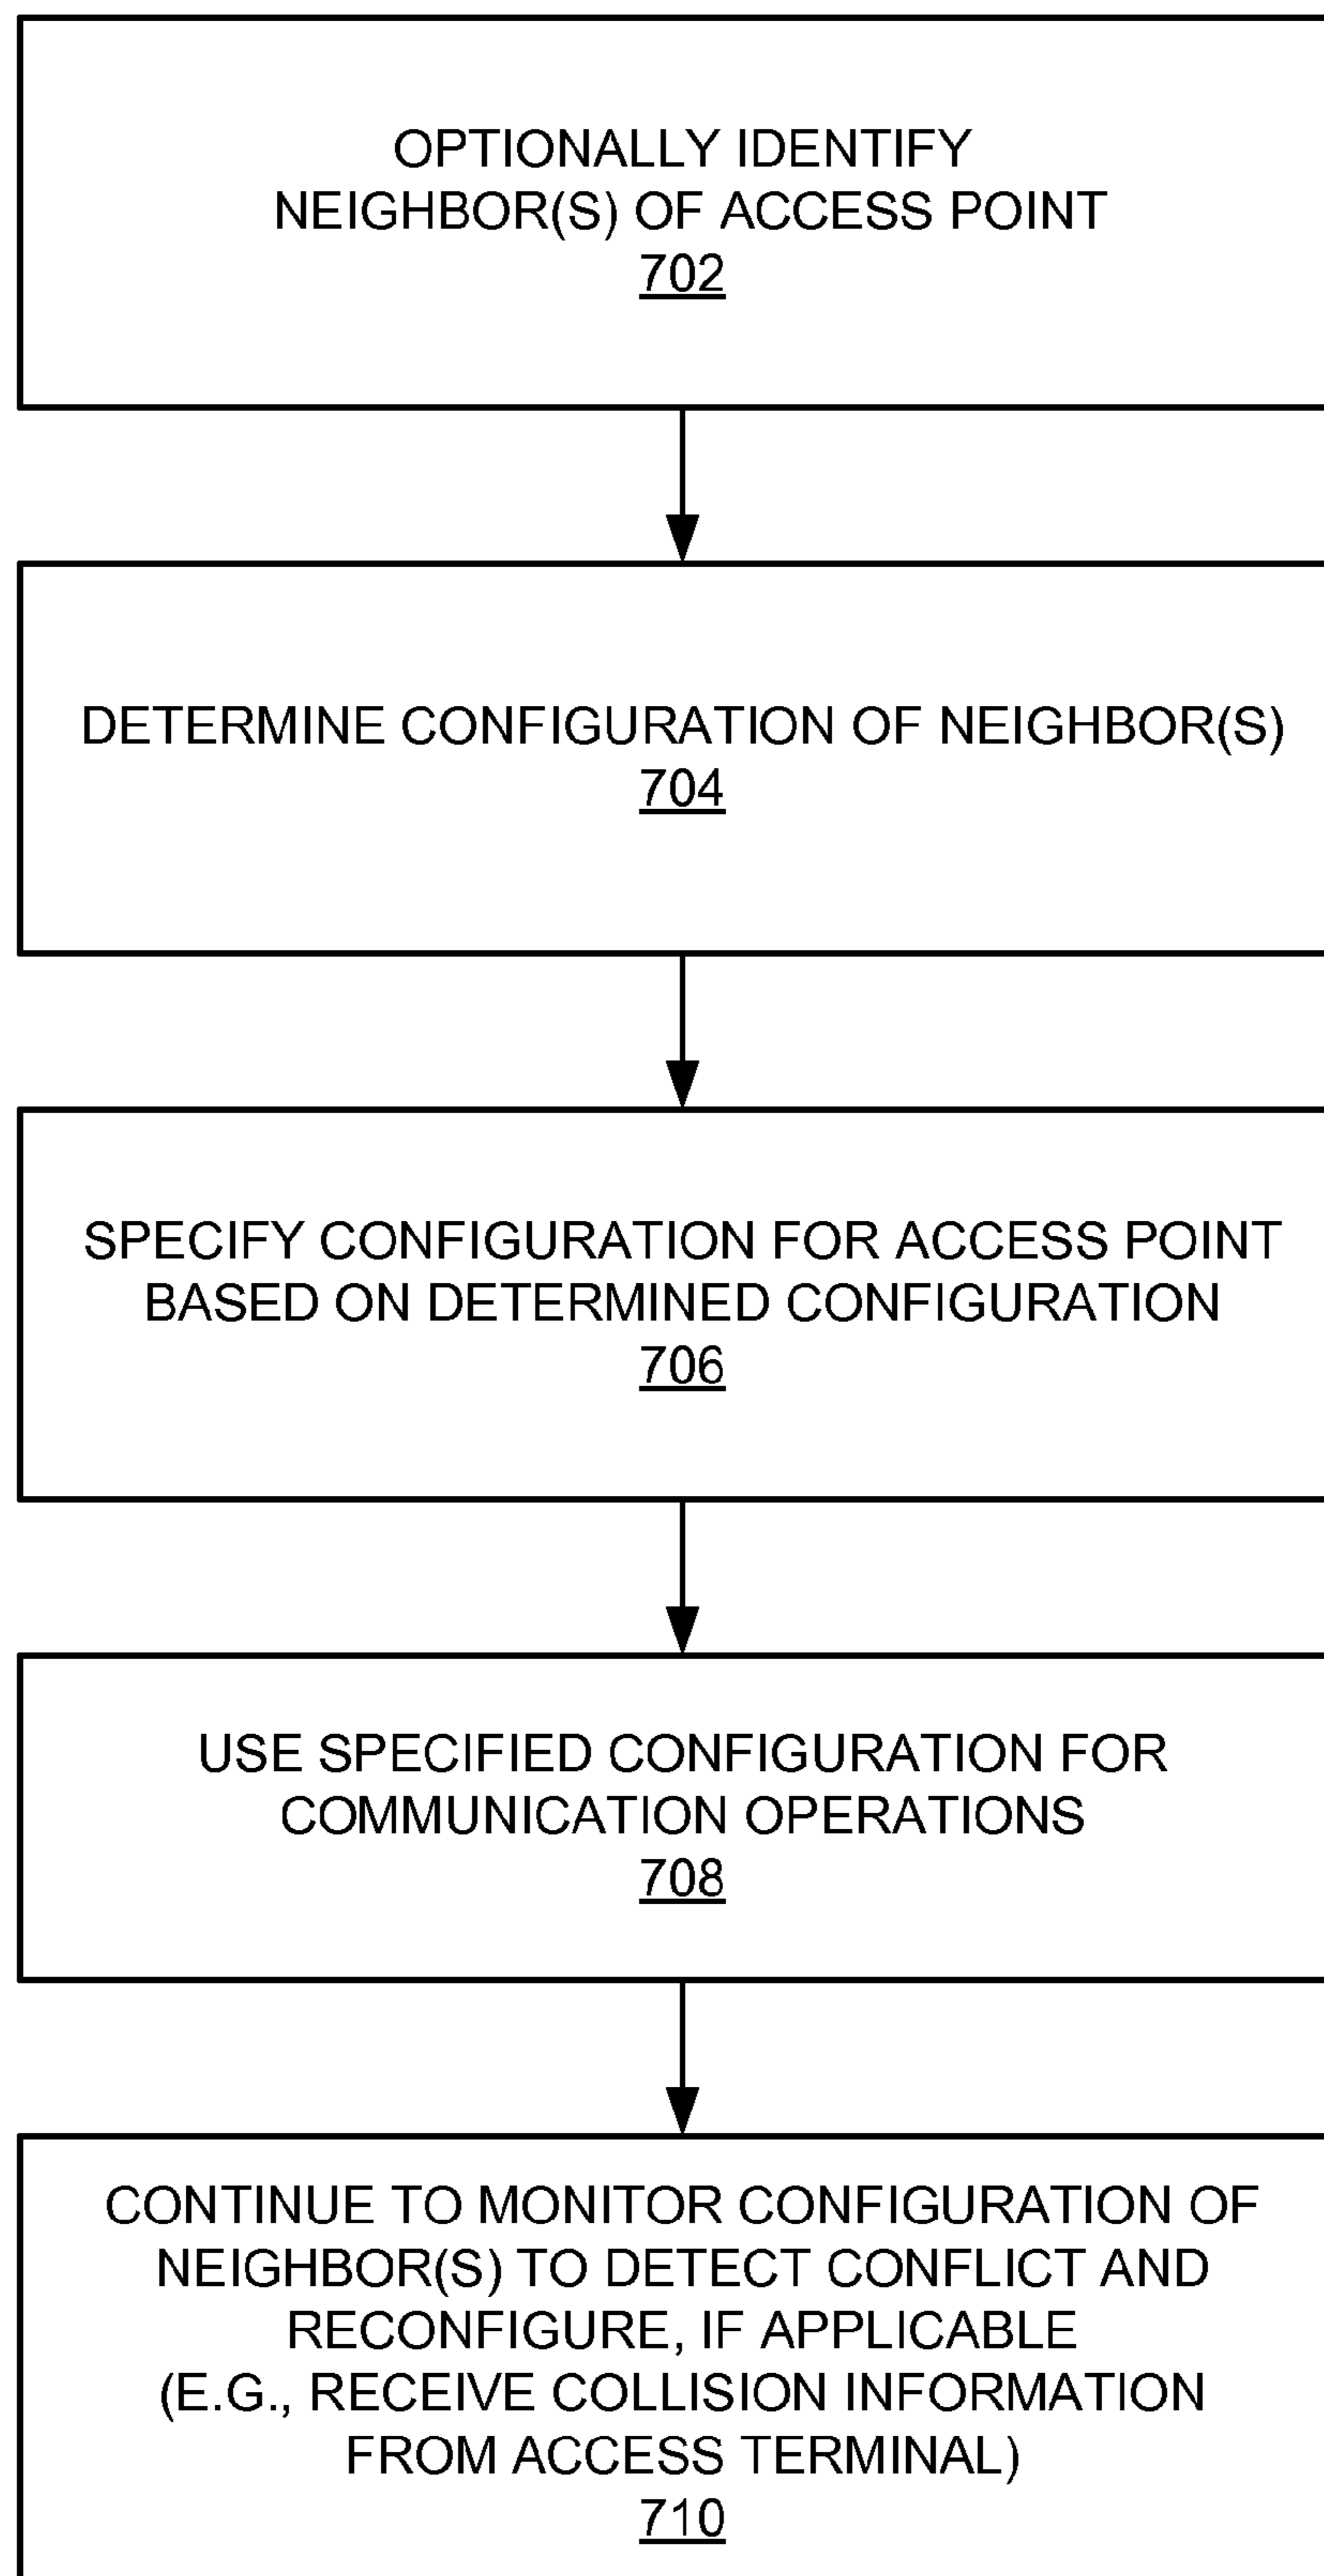 OPTIONALLY IDENTIFY
NEIGHBOR(S) OF ACCESS POINT
702
DETERMINE CONFIGURATION OF NEIGHBOR(S)
704
SPECIFY CONFIGURATION FOR ACCESS POINT
BASED ON DETERMINED CONFIGURATION
706
USE SPECIFIED CONFIGURATION FOR
COMMUNICATION OPERATIONS
708
CONTINUE TO MONITOR CONFIGURATION OF
NEIGHBOR(S) TO DETECT CONFLICT AND
RECONFIGURE, IF APPLICABLE
(E.G., RECEIVE COLLISION INFORMATION
FROM ACCESS TERMINAL)
710